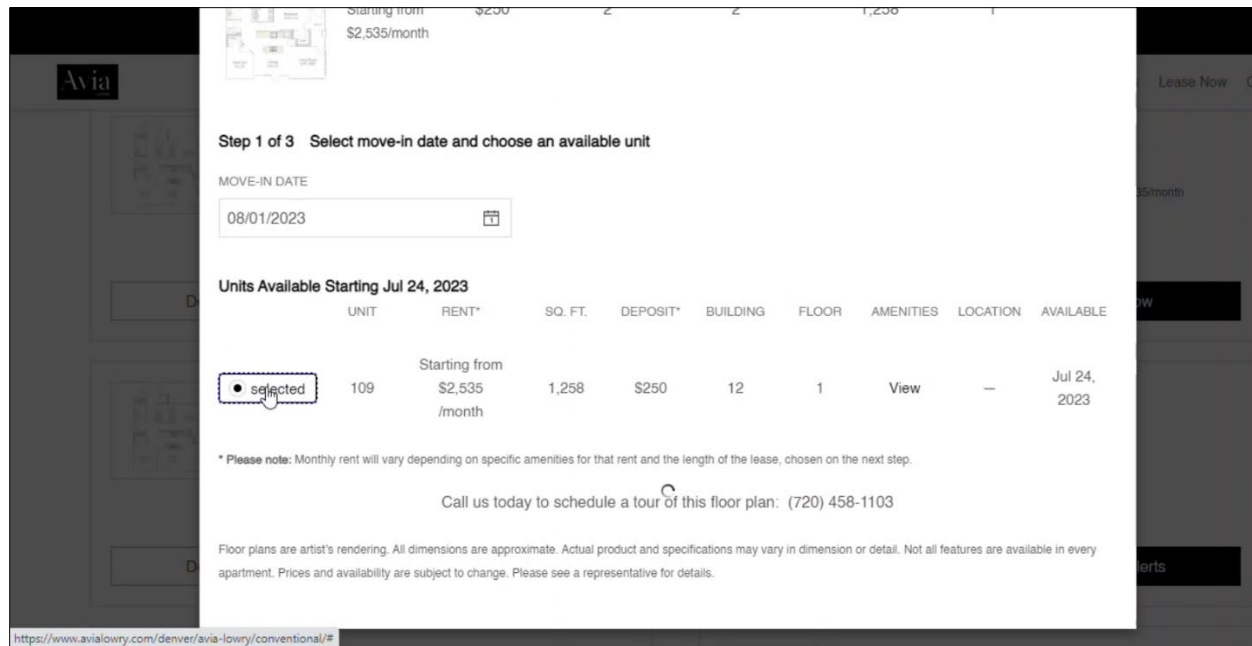 Starting from $250 2 2 1,258 1
$2,535/month
Avia
Lease Now
Step 1 of 3 Select move-in date and choose an available unit
MOVE-IN DATE
35/month
08/01/2023
Units Available Starting Jul 24, 2023
UNIT RENT* SQ. FT. DEPOSIT* BUILDING FLOOR AMENITIES LOCATION AVAILABLE
Starting from
$2,535
/month
selected 109 1,258 $250 12 1 View — Jul 24,
2023
* Please note: Monthly rent will vary depending on specific amenities for that rent and the length of the lease, chosen on the next step.
Call us today to schedule a tour of this floor plan: (720) 458-1103
Floor plans are artist's rendering. All dimensions are approximate. Actual product and specifications may vary in dimension or detail. Not all features are available in every
apartment. Prices and availability are subject to change. Please see a representative for details.
lerts
https://www.avialowry.com/denver/avia-lowry/conventional/#